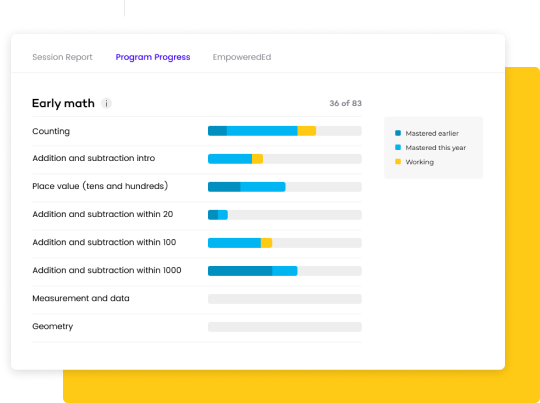 Session Report Program Progress EmpoweredEd
Early math i 36 of 83
Counting
Addition and subtraction intro
Place value (tens and hundreds)
Addition and subtraction within 20
Addition and subtraction within 100
Addition and subtraction within 1000
Measurement and data
Geometry
Mastered earlier
Mastered this year
Working